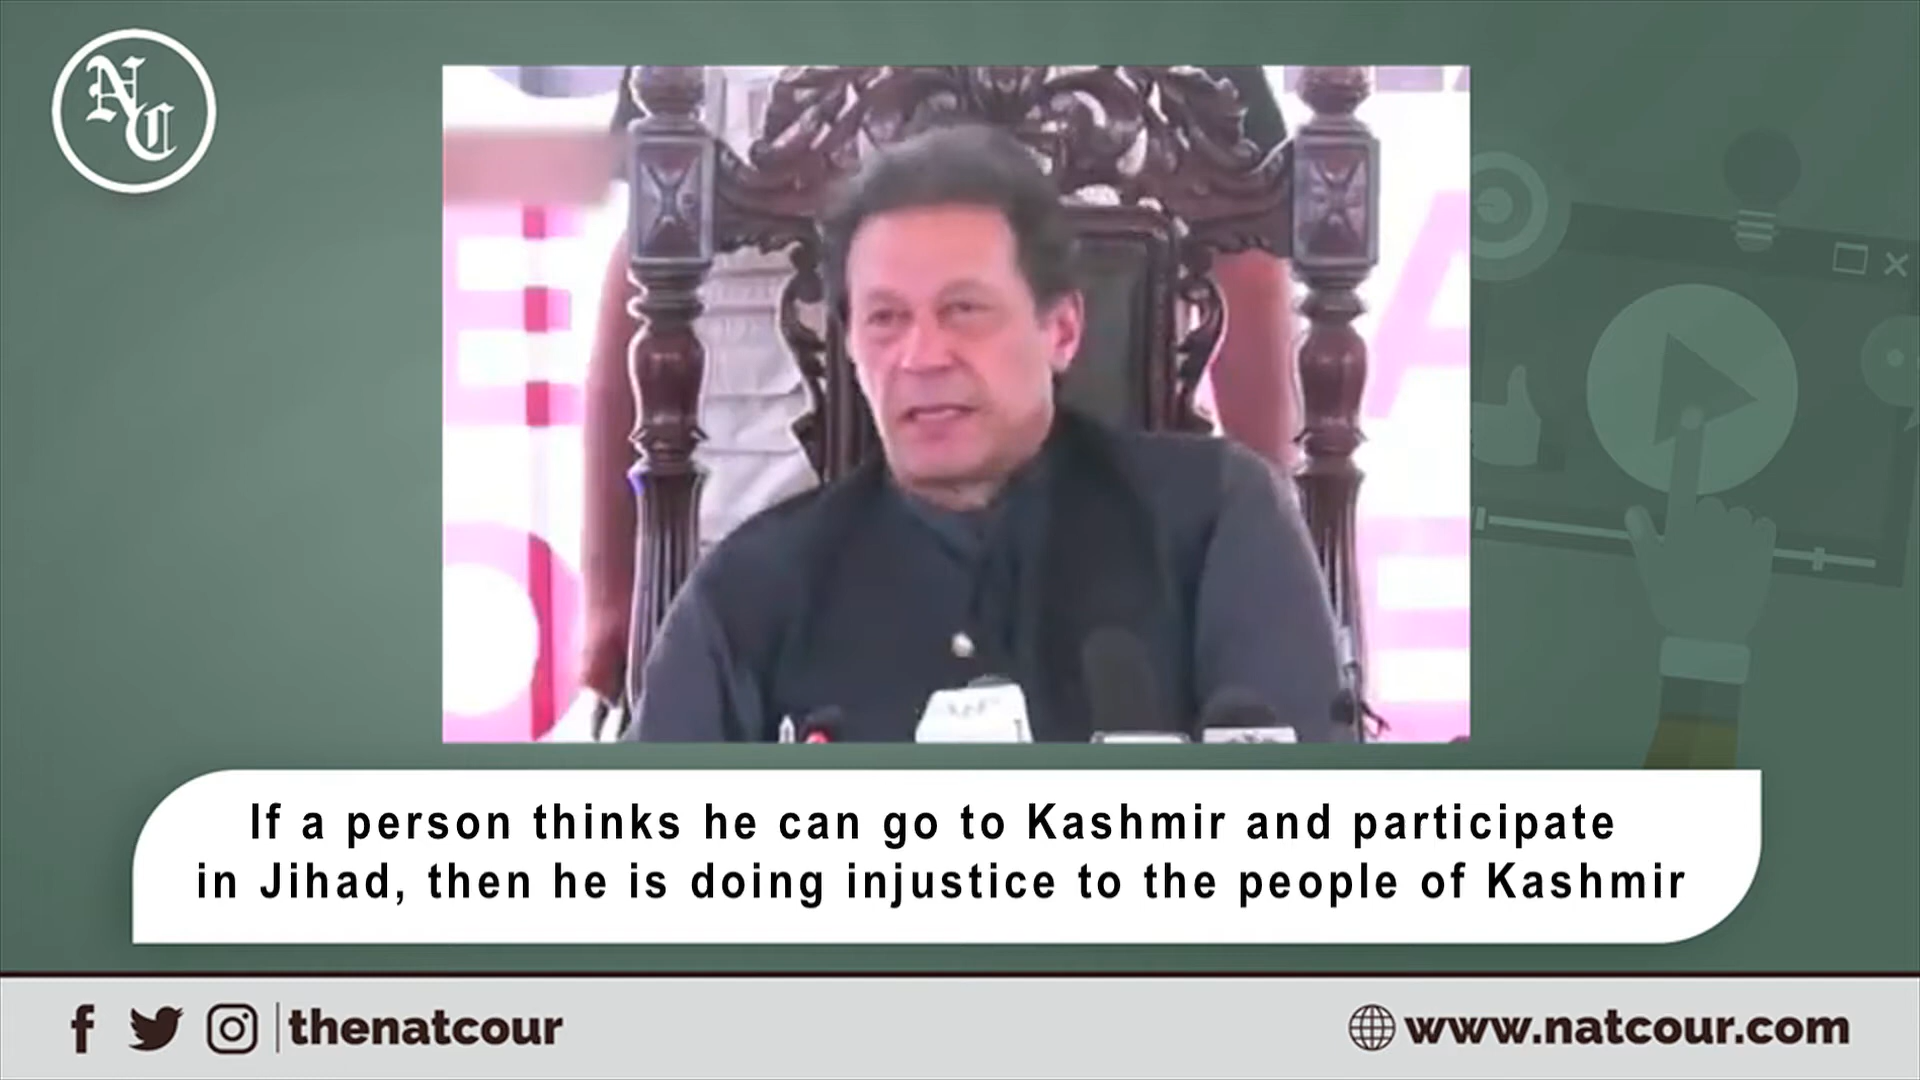 NC
If a person thinks he can go to Kashmir and participate
in Jihad, then he is doing injustice to the people of Kashmir
thenatcour
www.natcour.com